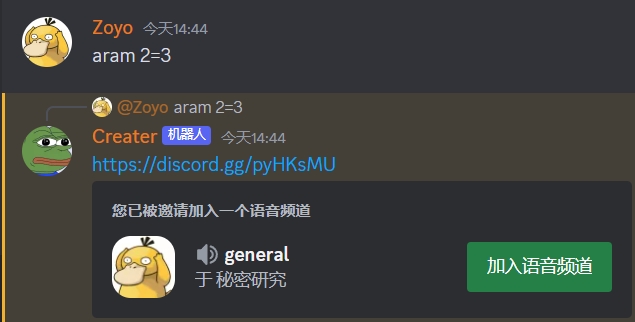 Zoyo 今天14:44
aram 2=3
@Zoyo aram 2=3
Creater 机器人 今天14:44
https://discord.gg/pyHKsMU
您已被邀请加入一个语音频道
general
于 秘密研究
加入语音频道